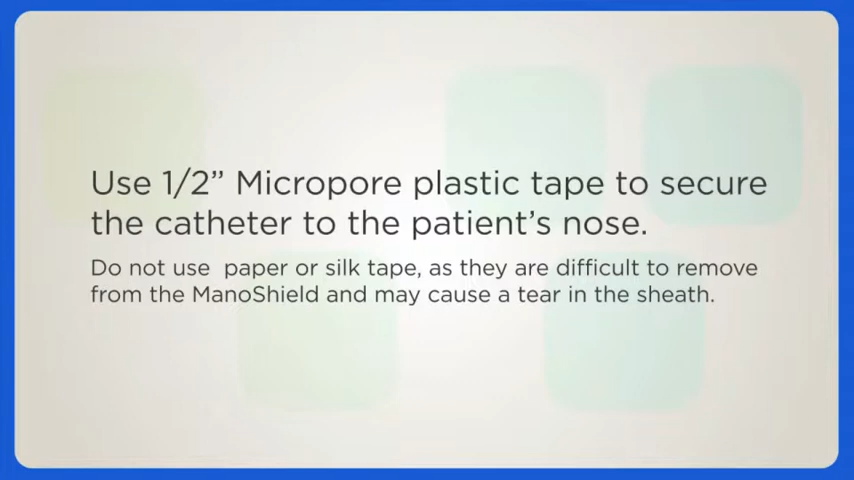 Use 1/2” Micropore plastic tape to secure
the catheter to the patient’s nose.
Do not use  paper or silk tape, as they are difficult to remove
from the ManoShield and may cause a tear in the sheath.